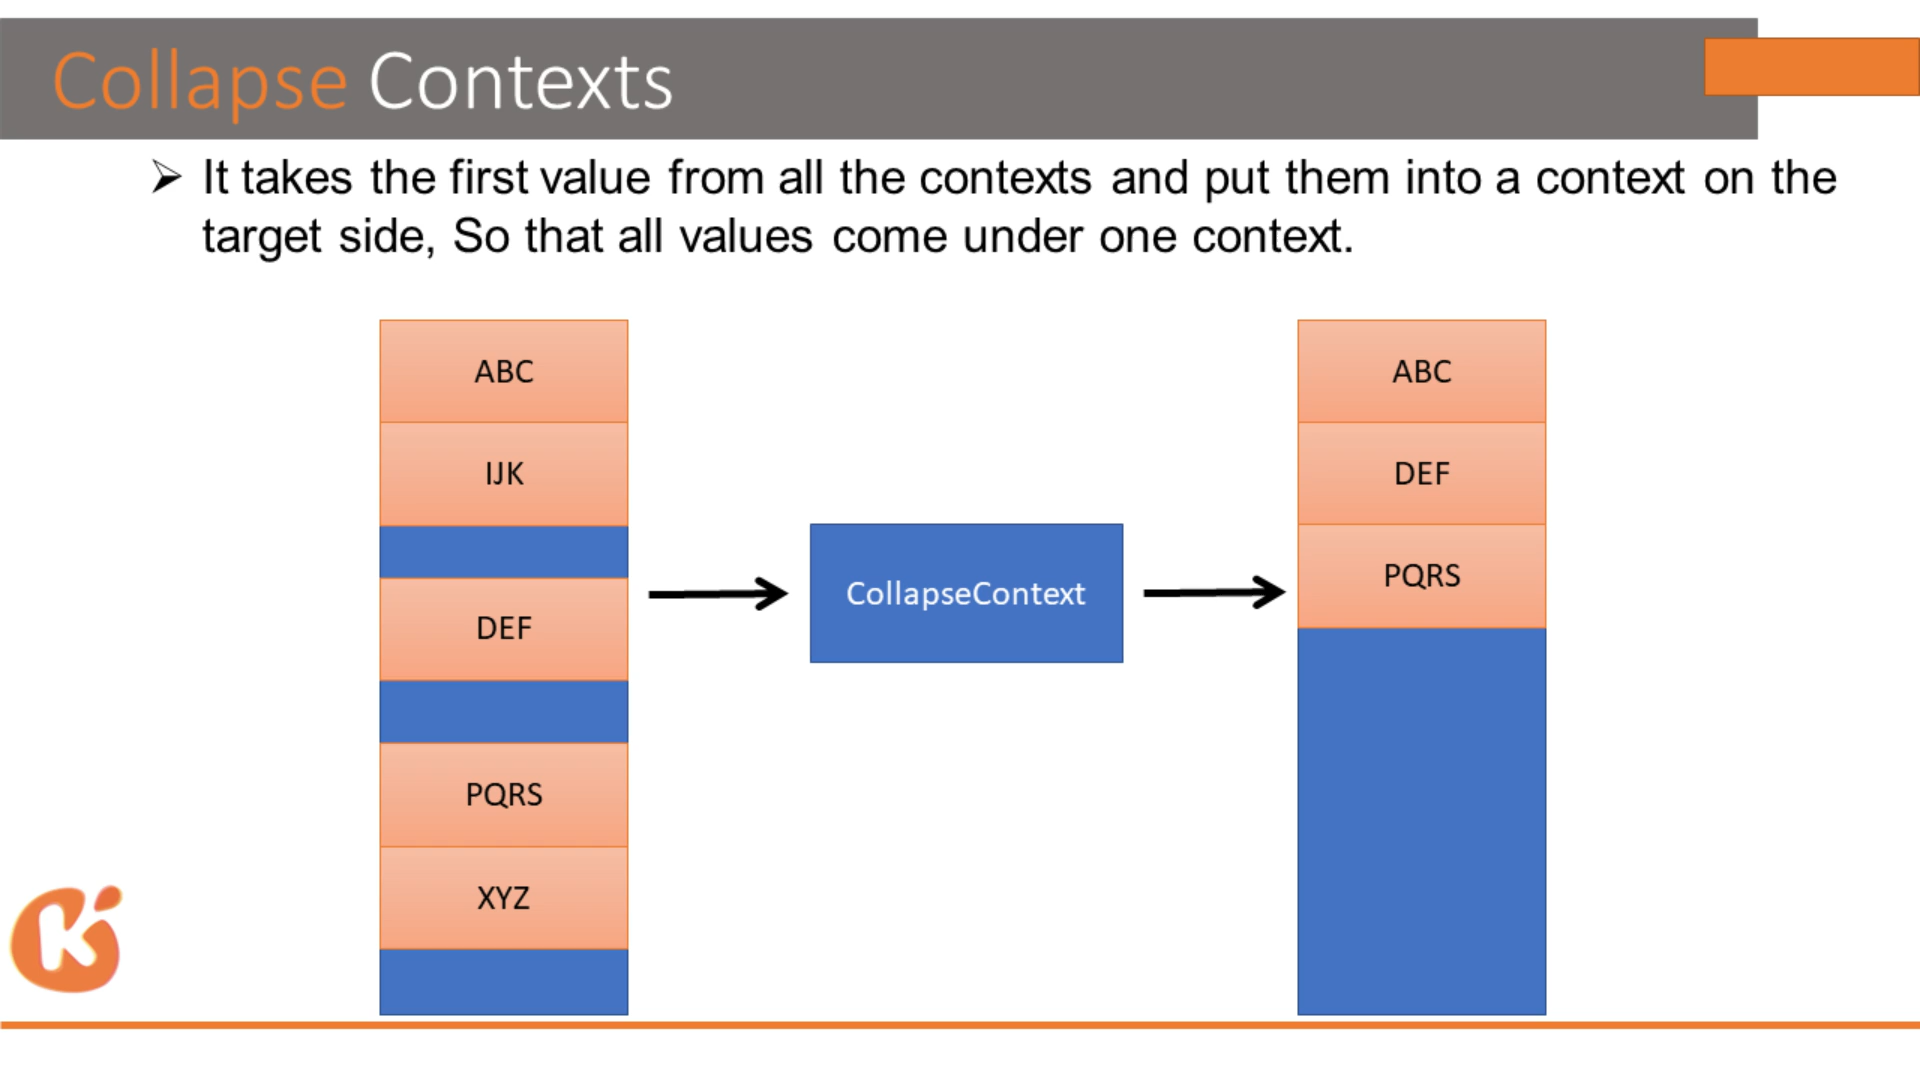 Collapse Contexts
It takes the first value from all the contexts and put them into a context on the
target side, So that all values come under one context.
ABC
IJK
DEF
PQRS
XYZ
CollapseContext
ABC
DEF
PQRS
K